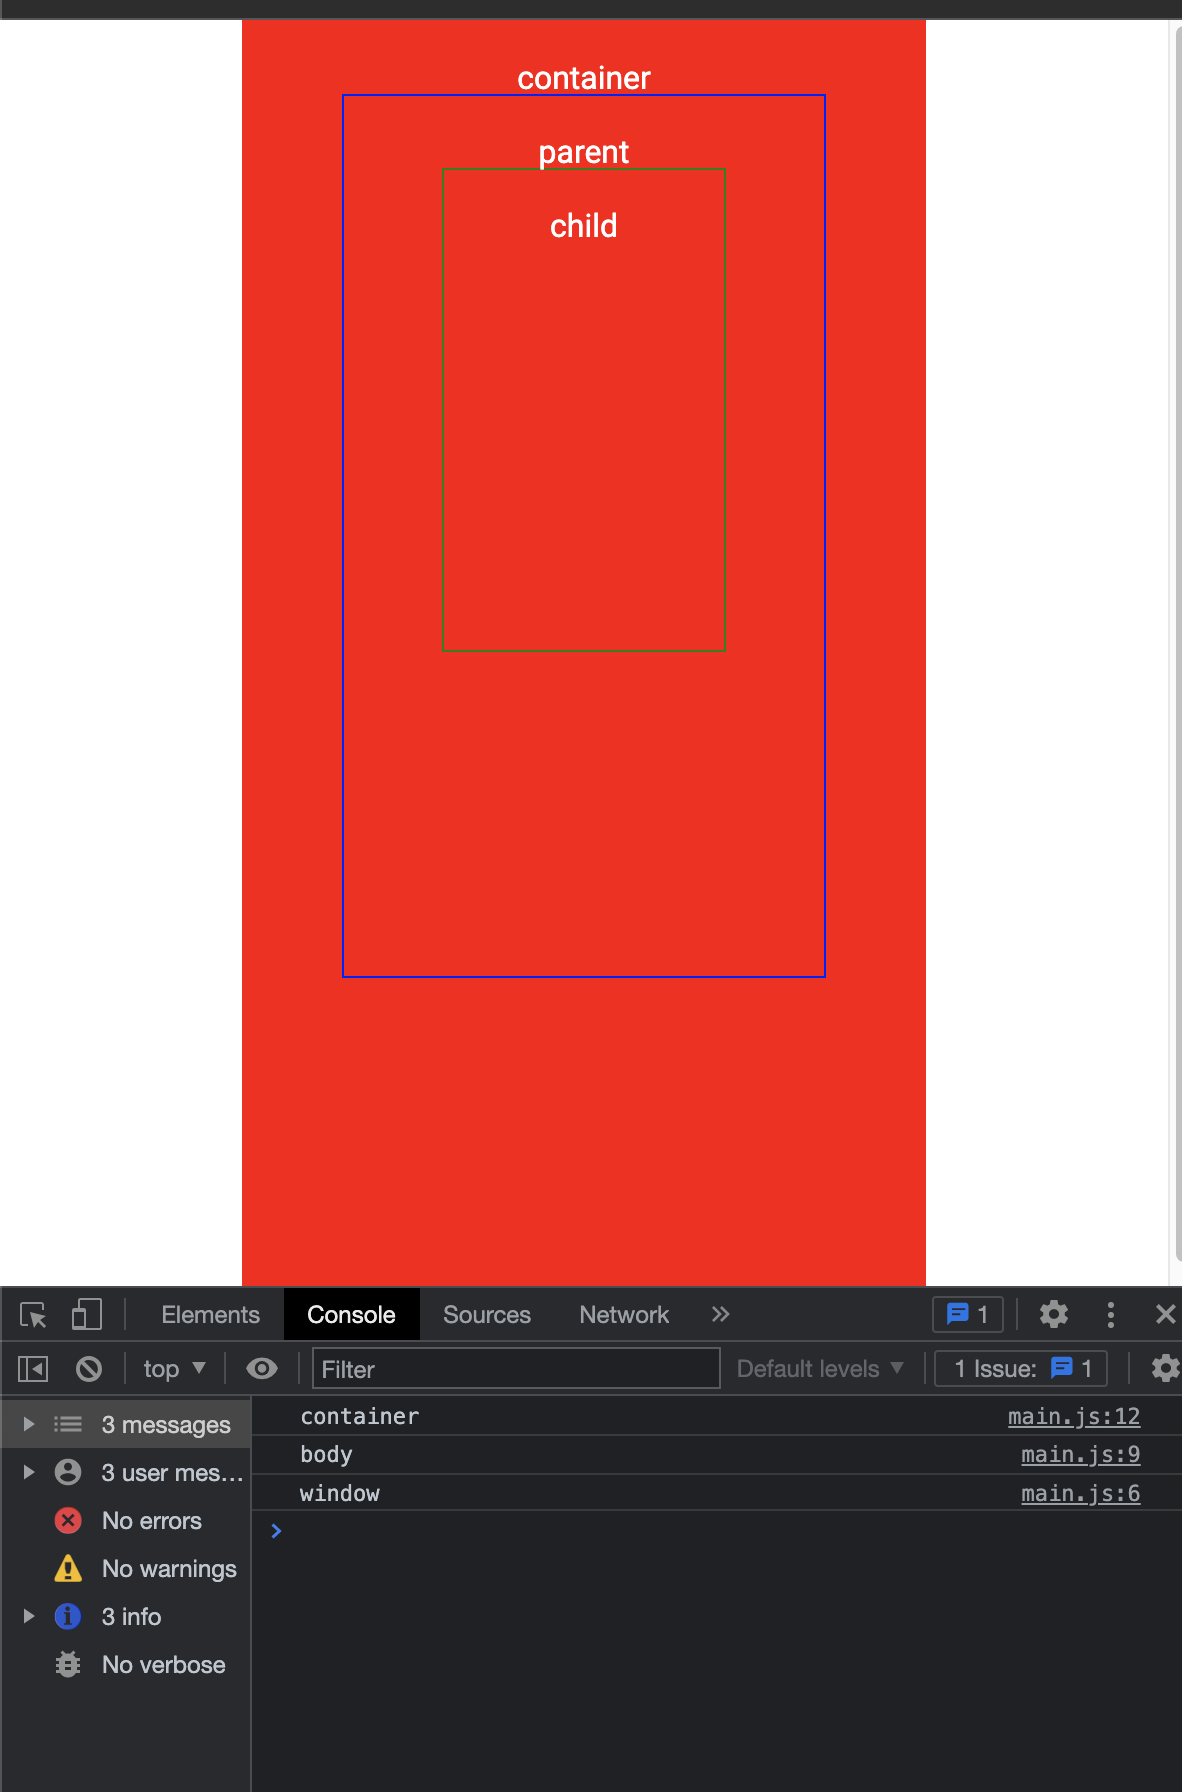 container
parent
child
Elements Console Sources Network 1
top Filter Default levels 1 Issue: 1
3 messages
3 user mes...
No errors
No warnings
3 info
No verbose
container main.js:12
body main.js:9
window main.js:6